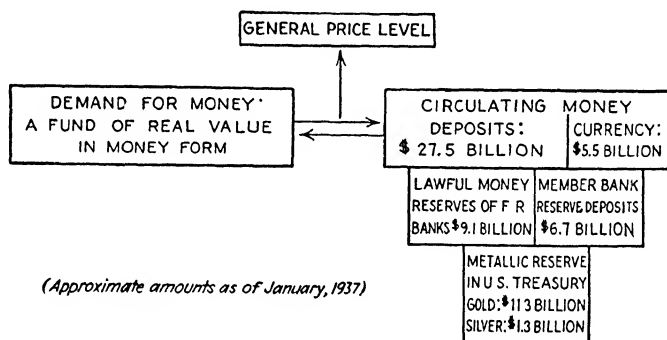 GENERAL PRICE LEVEL
DEMAND FOR MONEY:
A FUND OF REAL VALUE
IN MONEY FORM
CIRCULATING MONEY
DEPOSITS:
$ 27.5 BILLION
CURRENCY:
$5.5 BILLION
LAWFUL MONEY
RESERVES OF F R
BANKS $9.1 BILLION
MEMBER BANK
RESERVE DEPOSITS
$6.7 BILLION
METALLIC RESERVE
IN U S. TREASURY
GOLD: $11 3 BILLION
SILVER: $1.3 BILLION
(Approximate amounts as of January, 1937)